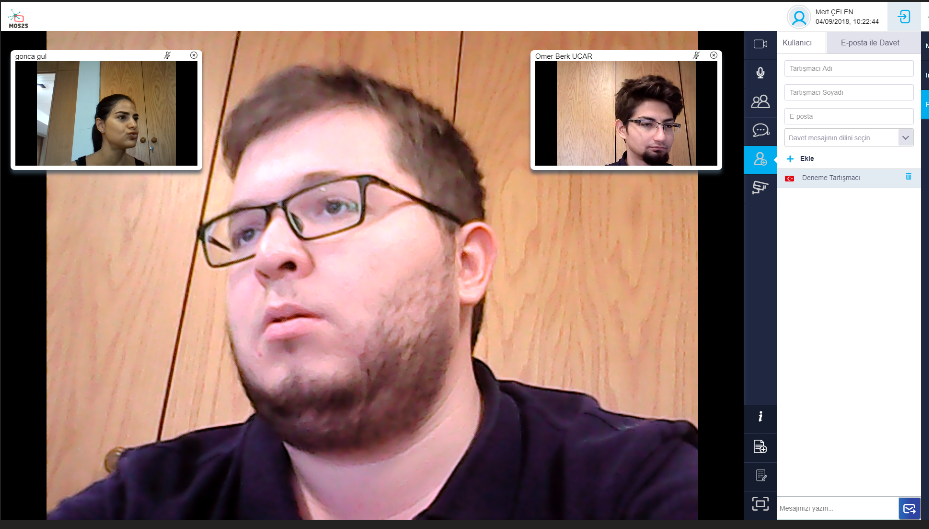 MOSZS
Mert ÇELEN
04/09/2018, 10:22:44
gonca gul
Omer Berk UCAR
Kullanıcı
E-posta ile Davet
Tartışmacı Adı
Tartışmacı Soyadı
E-posta
Davet mesajının dilini seçin
+ Ekle
Deneme Tartışmacı
i
Mesajınızı yazın...